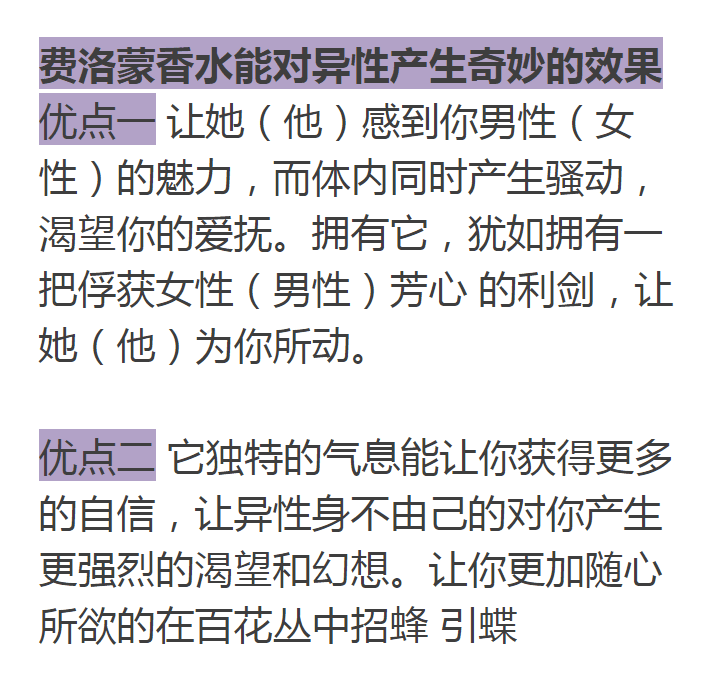 费洛蒙香水能对异性产生奇妙的效果
优点一 让她（他）感到你男性（女
性）的魅力，而体内同时产生骚动，
渴望你的爱抚。拥有它，犹如拥有一
把俘获女性（男性）芳心 的利剑，让
她（他）为你所动。
优点二 它独特的气息能让你获得更多
的自信，让异性身不由己的对你产生
更强烈的渴望和幻想。让你更加随心
所欲的在百花丛中招蜂 引蝶